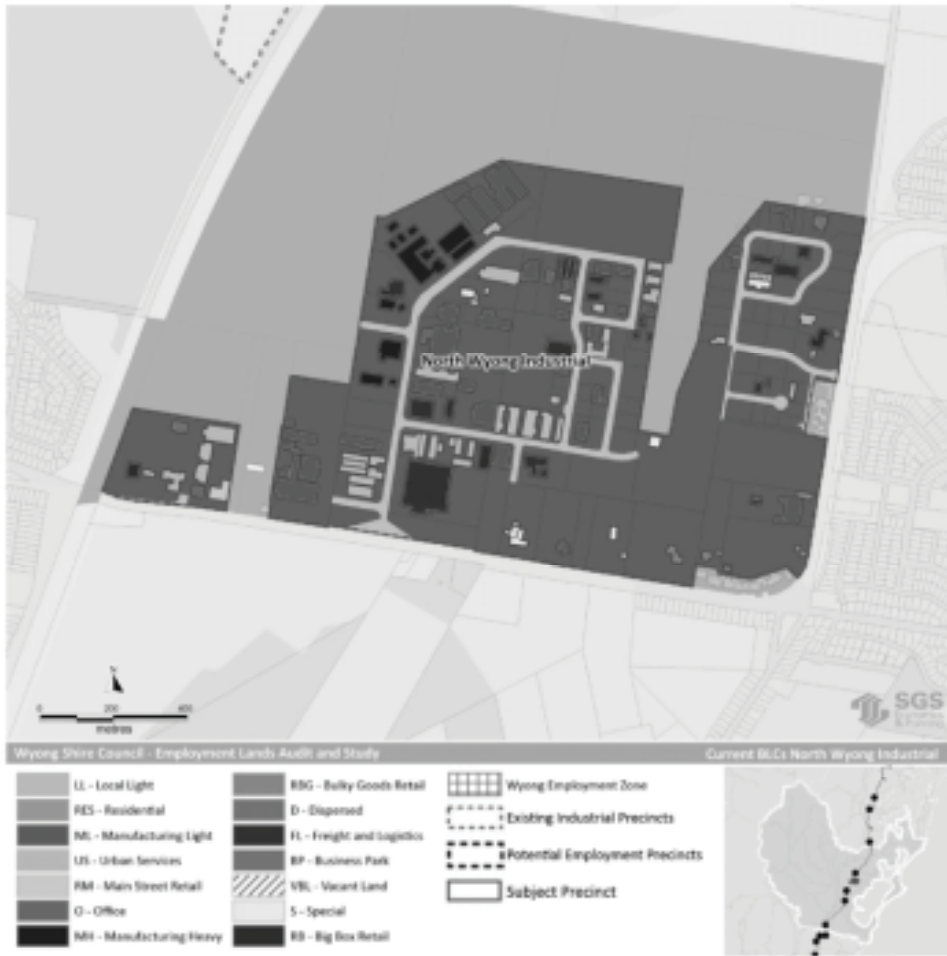 North Wyong Industrial
N
0 200 400
metres
SGS
Economics
& Planning
Wyong Shire Council - Employment Lands Audit and Study
Current BLCs North Wyong Industrial
LL - Local Light
RES - Residential
ML - Manufacturing Light
US - Urban Services
RM - Main Street Retail
O - Office
MH - Manufacturing Heavy
RBG - Bulky Goods Retail
D - Dispersed
FL - Freight and Logistics
BP - Business Park
VBL - Vacant Land
S - Special
RB - Big Box Retail
Wyong Employment Zone
Existing Industrial Precincts
Potential Employment Precincts
Subject Precinct